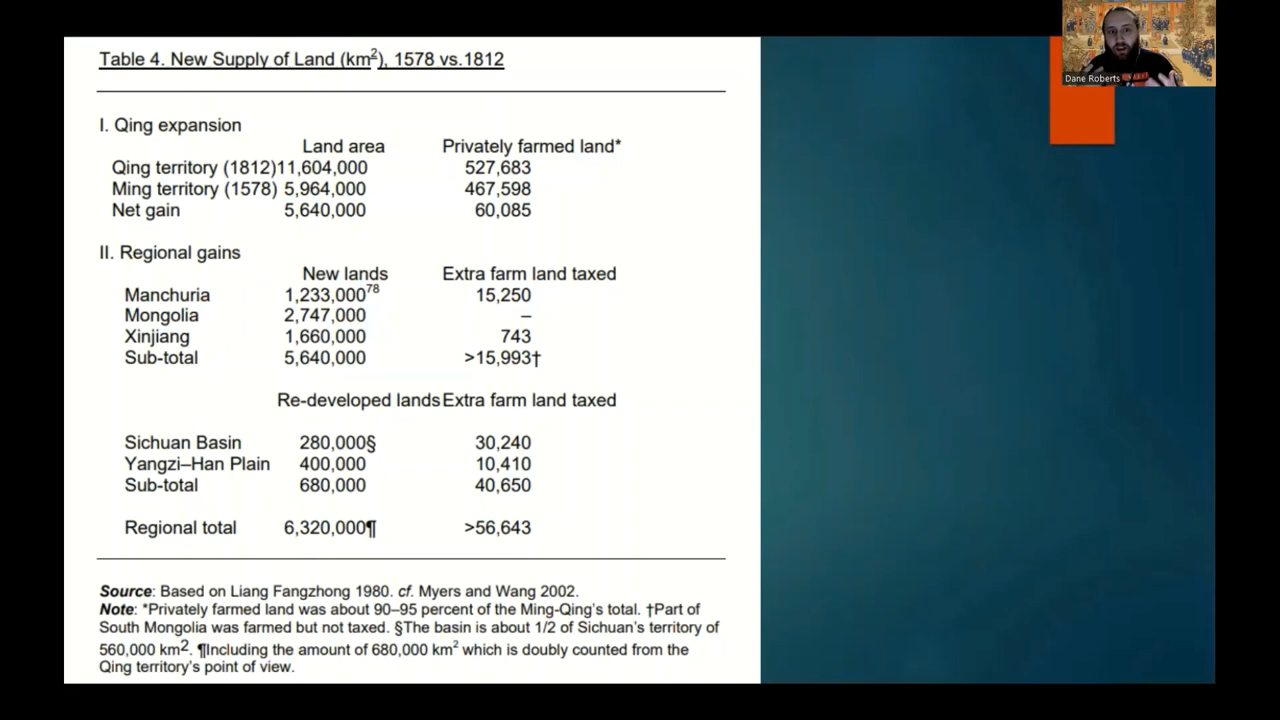 Table 4. New Supply of Land (km2), 1578 vs.1812
I. Qing expansion
Land area Privately farmed land*
Qing territory (1812)11,604,000 527,683
Ming territory (1578) 5,964,000 467,598
Net gain 5,640,000 60,085
II. Regional gains
New lands Extra farm land taxed
Manchuria 1,233,00078 15,250
Mongolia 2,747,000 –
Xinjiang 1,660,000 743
Sub-total 5,640,000 >15,993†
Re-developed lands Extra farm land taxed
Sichuan Basin 280,000§ 30,240
Yangzi–Han Plain 400,000 10,410
Sub-total 680,000 40,650
Regional total 6,320,000¶ >56,643
Source: Based on Liang Fangzhong 1980. cf. Myers and Wang 2002.
Note: *Privately farmed land was about 90–95 percent of the Ming-Qing's total. †Part of
South Mongolia was farmed but not taxed. §The basin is about 1/2 of Sichuan's territory of
560,000 km2. ¶Including the amount of 680,000 km2 which is doubly counted from the
Qing territory's point of view.
Dane Roberts